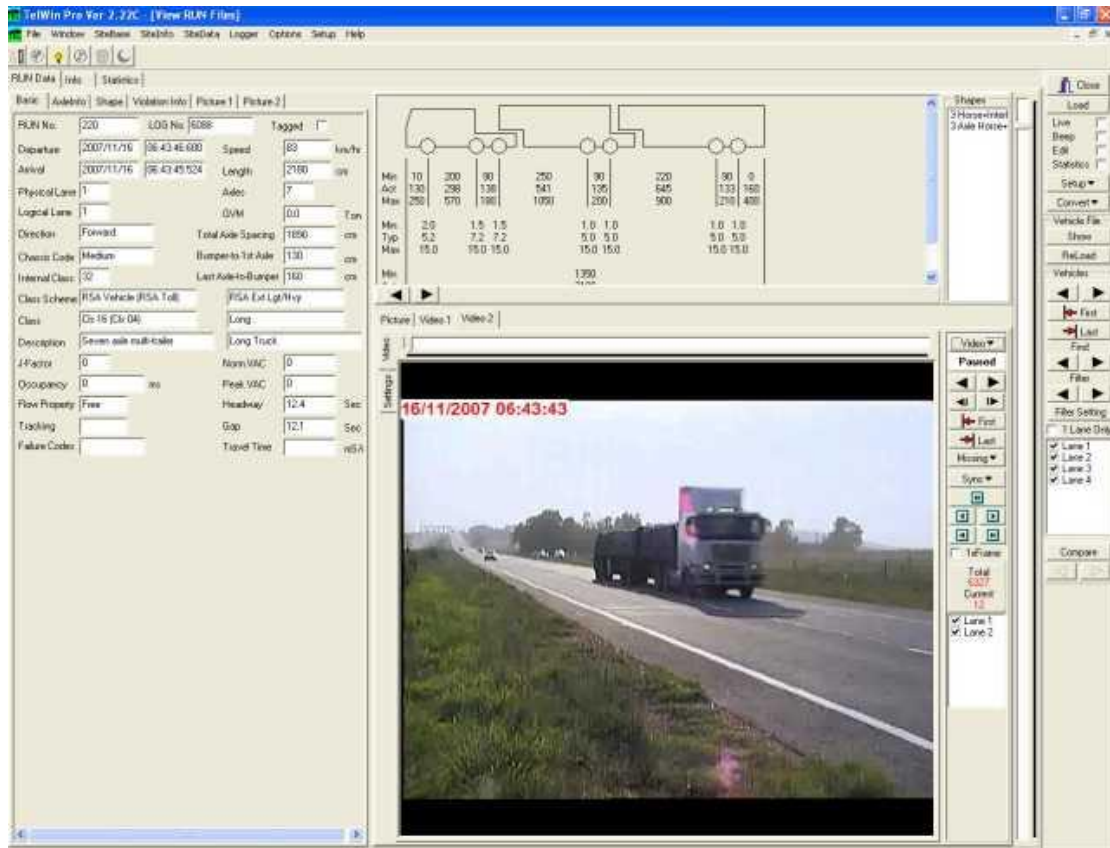 TelWin Pro Ver 2.22C - [View RUN Files]
File Window SiteBase SiteInfo SiteData Logger Options Setup Help
RUN Data Info Statistics
Basic AxleInfo Shape Violation Info Picture 1 Picture 2
RUN No. 220 LOG No. 6088 Tagged
Departure 2007/11/16 06:43:46:600 Speed 83 km/hr
Arrival 2007/11/16 06:43:45:524 Length 2180 cm
Physical Lane 1 Axles 7
Logical Lane 1 GVM 0.0 Ton
Direction Forward Total Axle Spacing 1890 cm
Chassis Code Medium Bumper-to-1st Axle 130 cm
Internal Class 32 Last Axle-to-Bumper 160 cm
Class Scheme RSA Vehicle (RSA Toll) RSA Ext Lgt/Hvy
Class Cls 16 (Clx 04) Long
Description Seven axle multi-trailer Long Truck
J-Factor 0 Norm.VAC 0
Occupancy 0 ms Peak VAC 0
Flow Property Free Headway 12.4 Sec
Tracking Gap 12.1 Sec
Failure Codes Travel Time
Min 10 200 90 250 90 220 90 0
Act 130 298 138 541 135 645 133 160
Max 250 570 180 1050 200 900 210 400
Min 2.0 1.5 1.5 1.0 1.0 1.0 1.0
Typ 5.2 7.2 7.2 5.0 5.0 5.0 5.0
Max 15.0 15.0 15.0 15.0 15.0 15.0 15.0
Min 1350
Shapes
3 Axle Horse+
Picture Video 1 Video 2
Video
Settings
16/11/2007 06:43:43
Video
Paused
First
Last
Missing
Sync
1xFrame
Total
6327
Current
12
Lane 1
Lane 2
Close
Load
Live
Beep
Edit
Statistics
Setup
Convert
Vehicle File
Show
ReLoad
Vehicles
First
Last
Find
Filter
Filter Setting
1 Lane Only
Lane 1
Lane 2
Lane 3
Lane 4
Compare